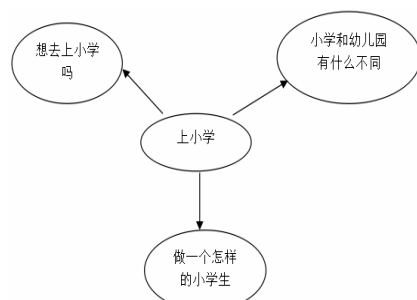 想去上小学
吗
小学和幼儿园
有什么不同
上小学
做一个怎样
的小学生